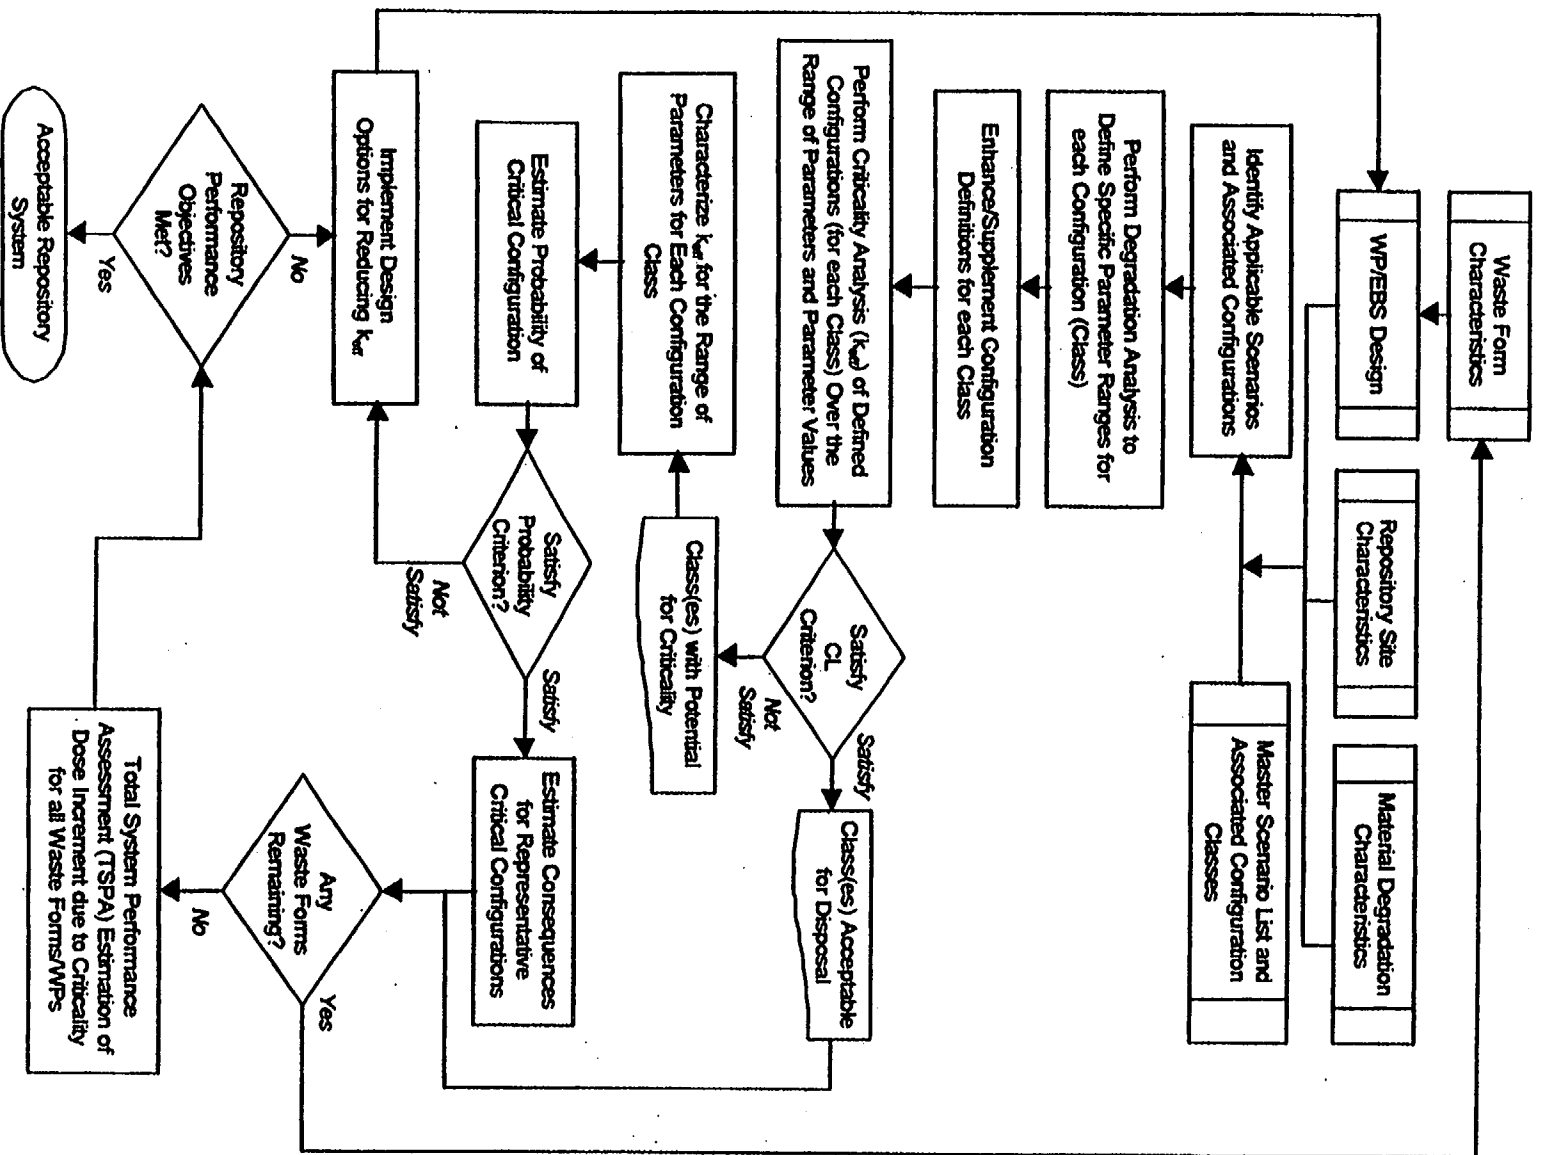 Waste Form
Characteristics
WP/EBS Design
Repository Site
Characteristics
Material Degradation
Characteristics
Identify Applicable Scenarios
and Associated Configurations
Master Scenario List and
Associated Configuration
Classes
Perform Degradation Analysis to
Define Specific Parameter Ranges for
each Configuration (Class)
Enhance/Supplement Configuration
Definitions for each Class
Perform Criticality Analysis (keff) of Defined
Configurations (for each Class) Over the
Range of Parameters and Parameter Values
Satisfy
CL
Criterion?
Satisfy
Class(es) Acceptable
for Disposal
Not
Satisfy
Class(es) with Potential
for Criticality
Characterize keff for the Range of
Parameters for Each Configuration
Class
Estimate Probability of
Critical Configuration
Satisfy
Probability
Criterion?
Satisfy
Estimate Consequences
for Representative
Critical Configurations
Not
Satisfy
Implement Design
Options for Reducing keff
Any
Waste Forms
Remaining?
Yes
No
Repository
Performance
Objectives
Met?
No
Yes
Total System Performance
Assessment (TSPA) Estimation of
Dose Increment due to Criticality
for all Waste Forms/WPs
Acceptable Repository
System